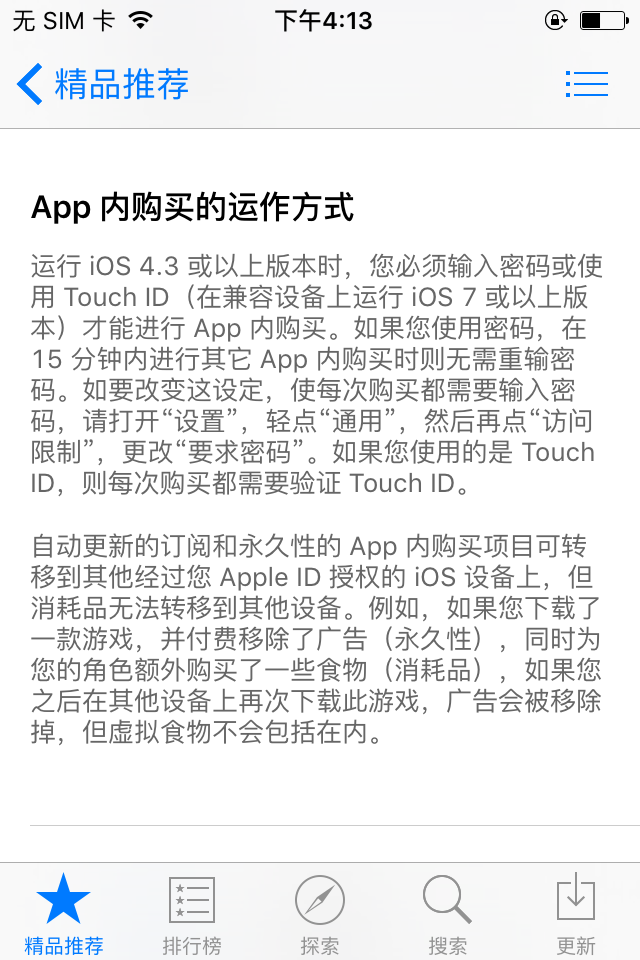 无 SIM 卡
下午4:13
精品推荐
App 内购买的运作方式
运行 iOS 4.3 或以上版本时，您必须输入密码或使
用 Touch ID（在兼容设备上运行 iOS 7 或以上版
本）才能进行 App 内购买。如果您使用密码，在
15 分钟内进行其它 App 内购买时则无需重输密
码。如要改变这设定，使每次购买都需要输入密
码，请打开“设置”，轻点“通用”，然后再点“访问
限制”，更改“要求密码”。如果您使用的是 Touch
ID，则每次购买都需要验证 Touch ID。
自动更新的订阅和永久性的 App 内购买项目可转
移到其他经过您 Apple ID 授权的 iOS 设备上，但
消耗品无法转移到其他设备。例如，如果您下载了
一款游戏，并付费移除了广告（永久性），同时为
您的角色额外购买了一些食物（消耗品），如果您
之后在其他设备上再次下载此游戏，广告会被移除
掉，但虚拟食物不会包括在内。
精品推荐
排行榜
探索
搜索
更新